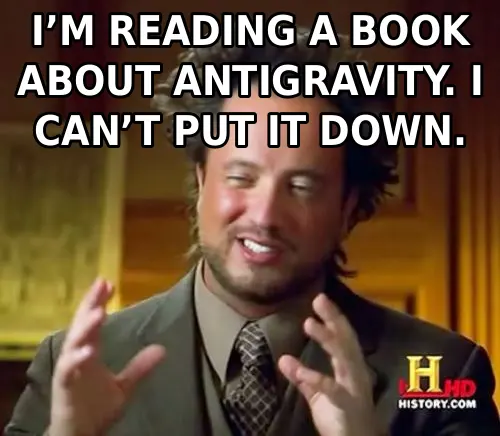 I’M READING A BOOK
ABOUT ANTIGRAVITY. I
CAN’T PUT IT DOWN.
H HD
HISTORY.COM